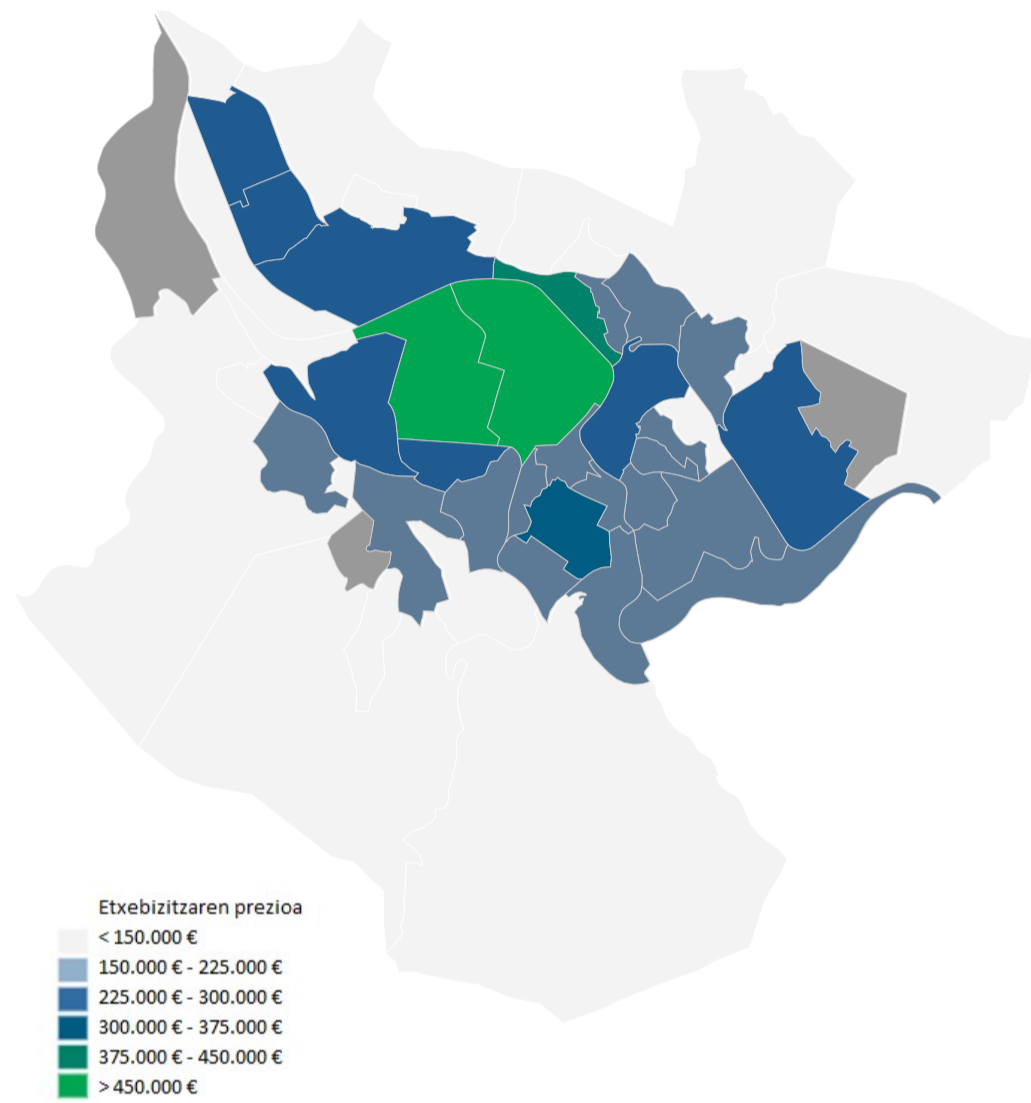 Etxebizitzaren prezioa
< 150.000 €
150.000 € - 225.000 €
225.000 € - 300.000 €
300.000 € - 375.000 €
375.000 € - 450.000 €
> 450.000 €